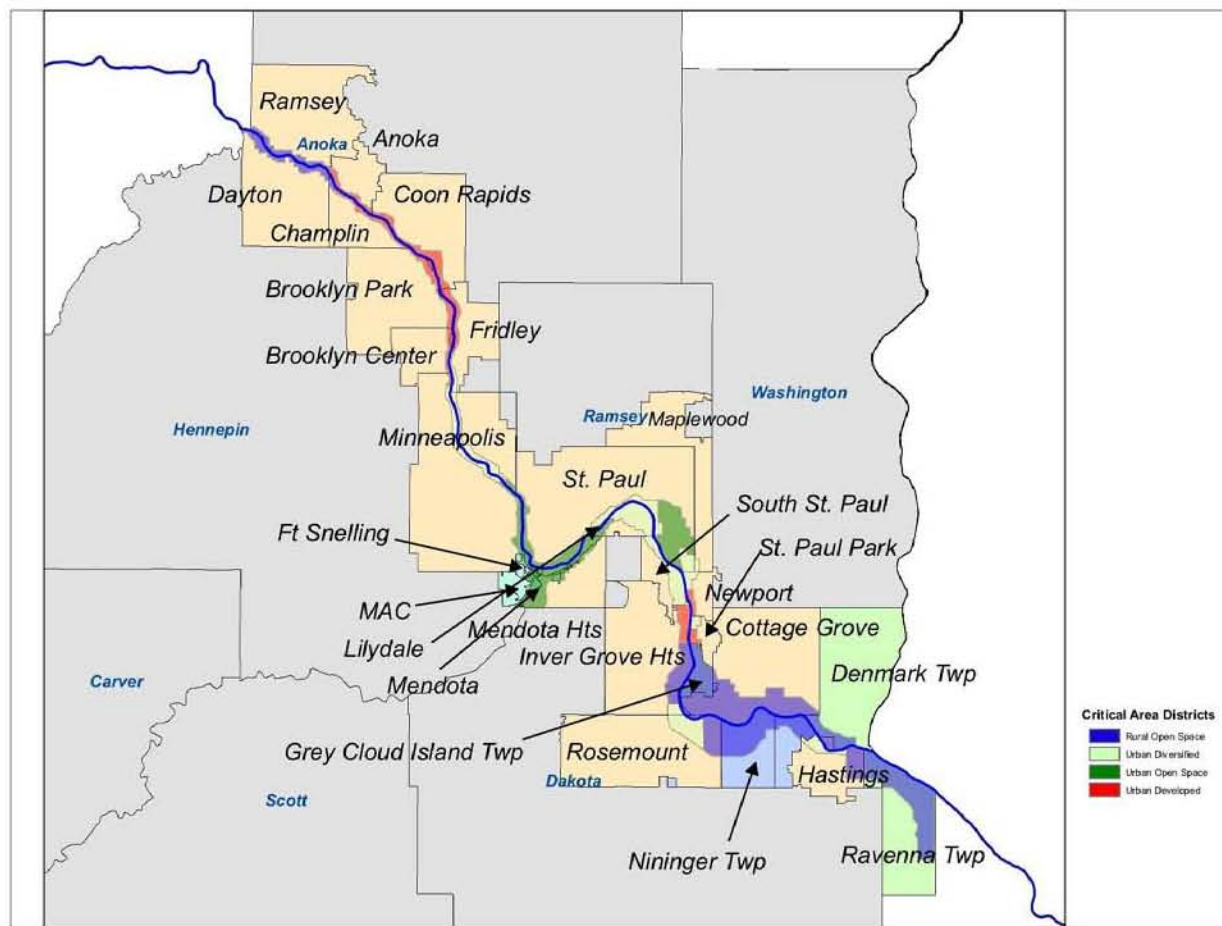 Ramsey
Anoka
Anoka
Dayton
Coon Rapids
Champlin
Brooklyn Park
Fridley
Brooklyn Center
Washington
Ramsey
Maplewood
Hennepin
Minneapolis
St. Paul
South St. Paul
Ft Snelling
St. Paul Park
MAC
Newport
Mendota Hts
Cottage Grove
Lilydale
Inver Grove Hts
Denmark Twp
Carver
Mendota
Grey Cloud Island Twp
Rosemount
Hastings
Dakota
Scott
Nininger Twp
Ravenna Twp
Critical Area Districts
Rural Open Space
Urban Diversified
Urban Open Space
Urban Developed